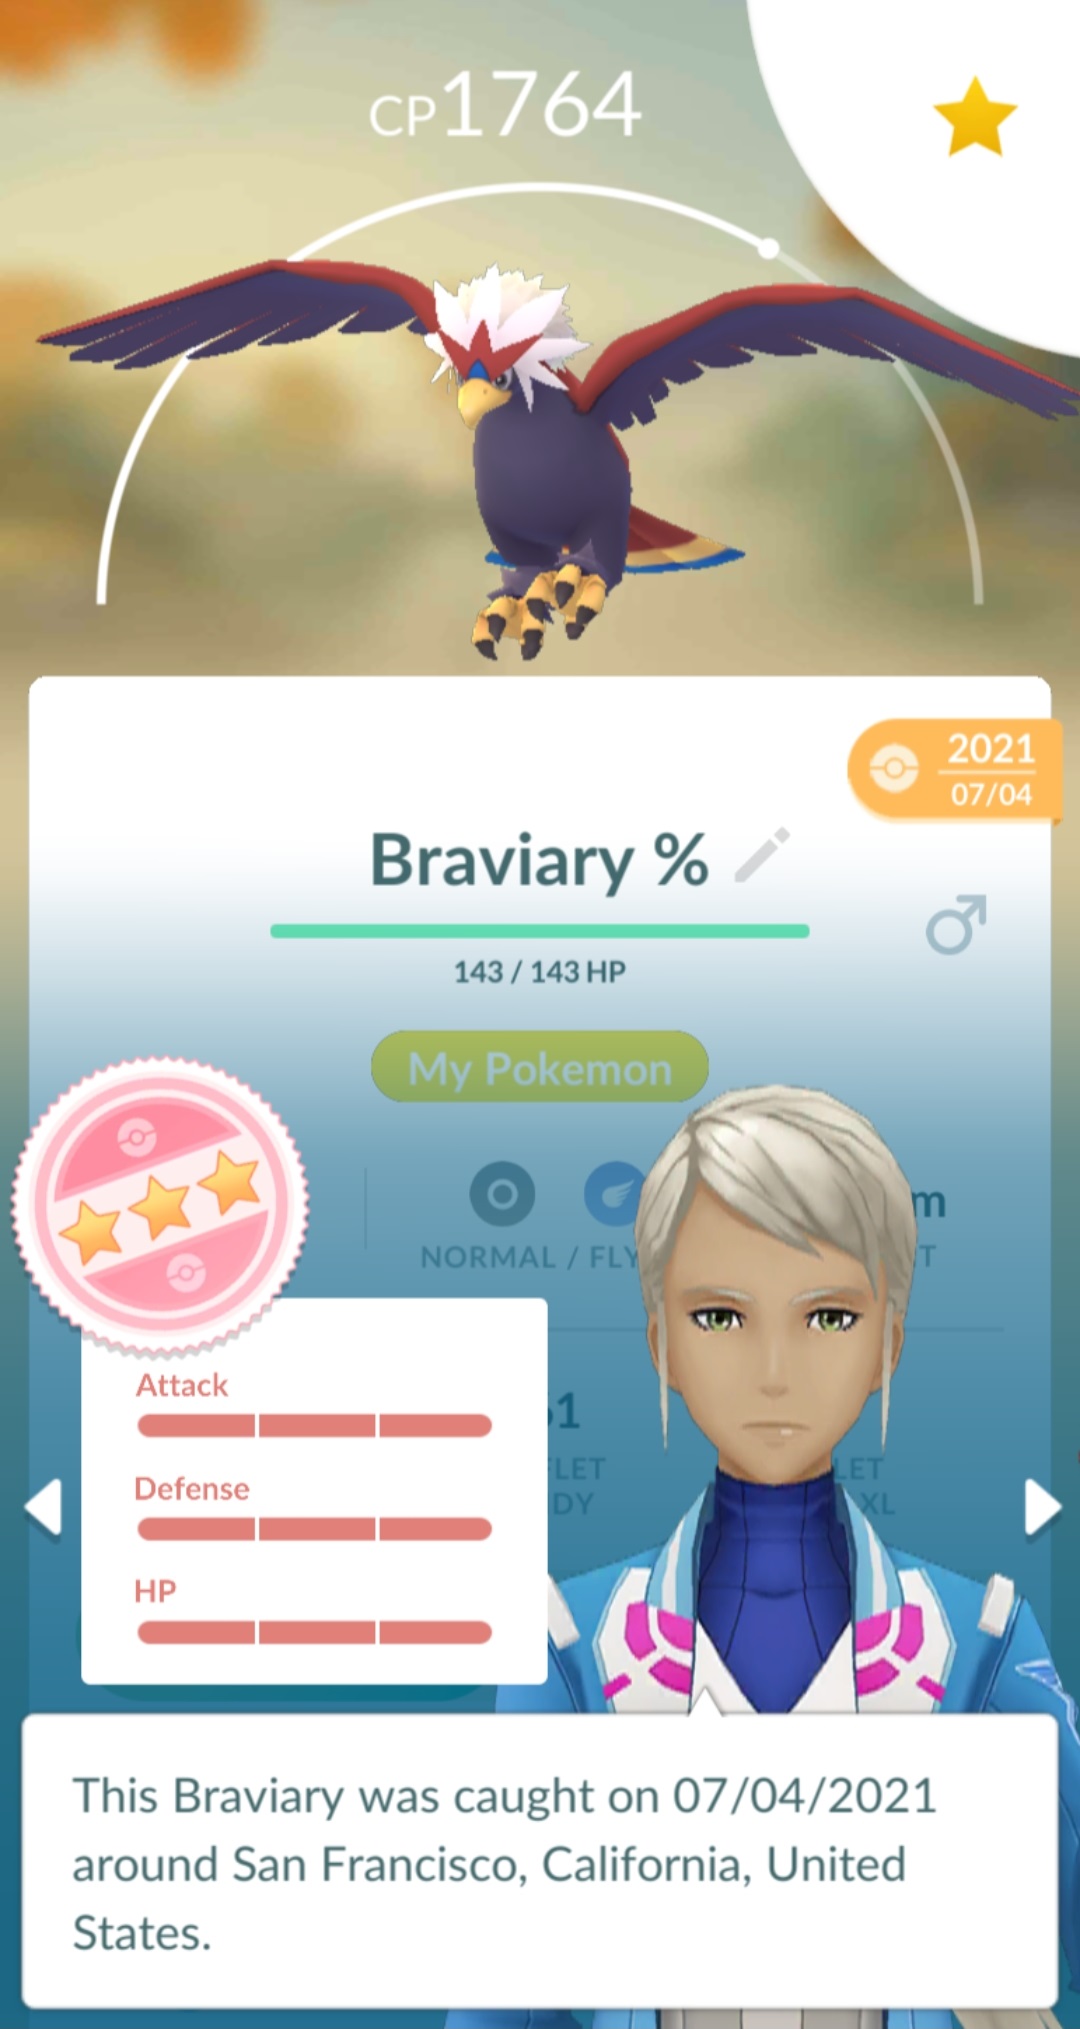 CP1764
2021
07/04
Braviary %
143 / 143 HP
My Pokemon
NORMAL / FLY
Attack
Defense
HP
This Braviary was caught on 07/04/2021
around San Francisco, California, United
States.